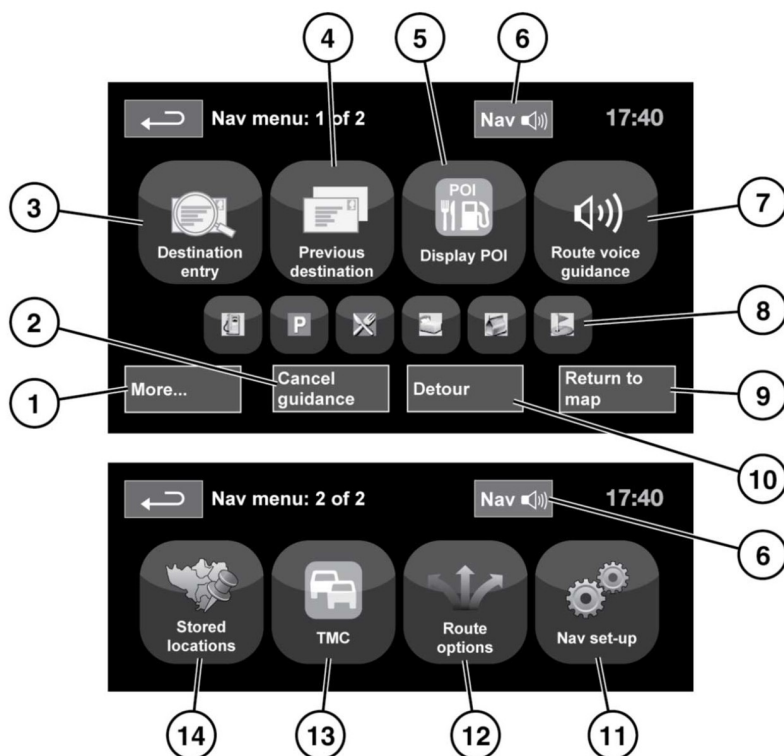 4
5
6
Nav menu: 1 of 2
Nav
17:40
3
POI
7
Destination
entry
Previous
destination
Display POI
Route voice
guidance
2
P
8
1
More...
Cancel
guidance
Detour
Return to
map
9
10
Nav menu: 2 of 2
Nav
17:40
6
Stored
locations
TMC
Route
options
Nav set-up
14
13
12
11